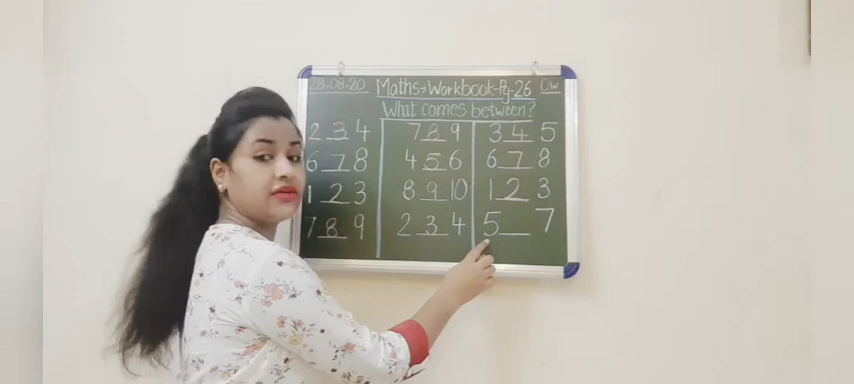 28.08.20 Maths→Workbook-Pg-26 CW
What comes between?
2 3 4 7 8 9 3 4 5
6 7 8 4 5 6 6 7 8
1 2 3 8 9 10 1 2 3
7 8 9 2 3 4 5 __ 7